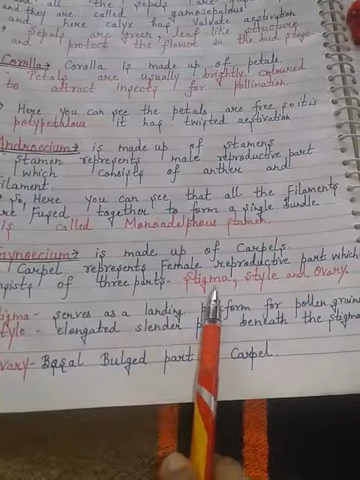 and all the sepals are
and they are called gamosepalous
and here calyx has Valvate aestivation
Sepals are green, leaf like structure
and protect the flower in the bud stage.
Corolla → Corolla is made up of petals
Petals are usually brightly coloured
to attract insects for pollination.
Here you can see the petals are free so it is
polypetalous it has twisted aestivation.
Androecium → is made up of stamens
stamen represents male reproductive part
which consists of anther and
filament.
so, Here you can see that all the filaments
are Fused together to form a single bundle
is called Monoadelphous stamen.
Gynoecium → is made up of Carpels
Carpel represents Female reproductive part which
consists of three parts - Stigma, Style and Ovary.
Stigma - serves as a landing form for pollen grains
Style - elongated slender beneath the stigma
Ovary - Basal Bulged part Carpel.